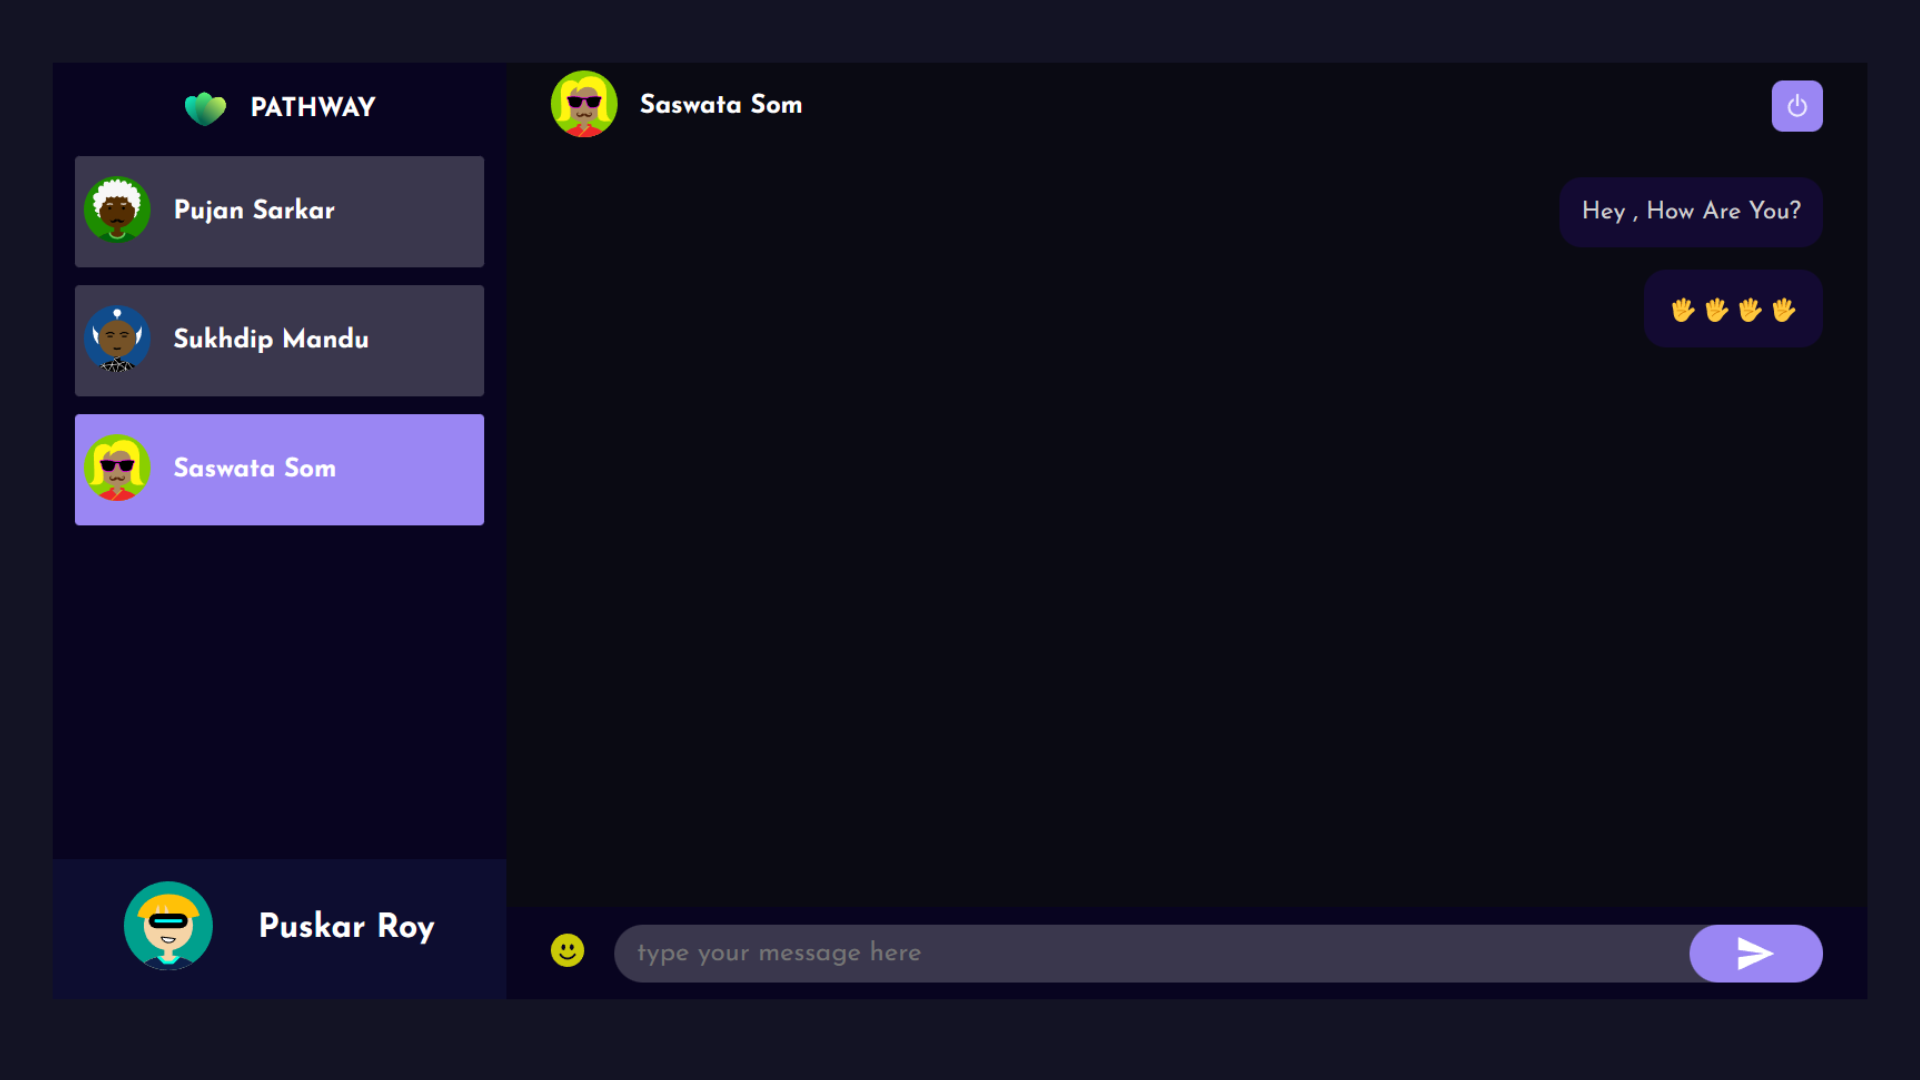 PATHWAY
Pujan Sarkar
Sukhdip Mandu
Saswata Som
Puskar Roy
Saswata Som
Hey , How Are You?
🖐🖐🖐🖐
type your message here